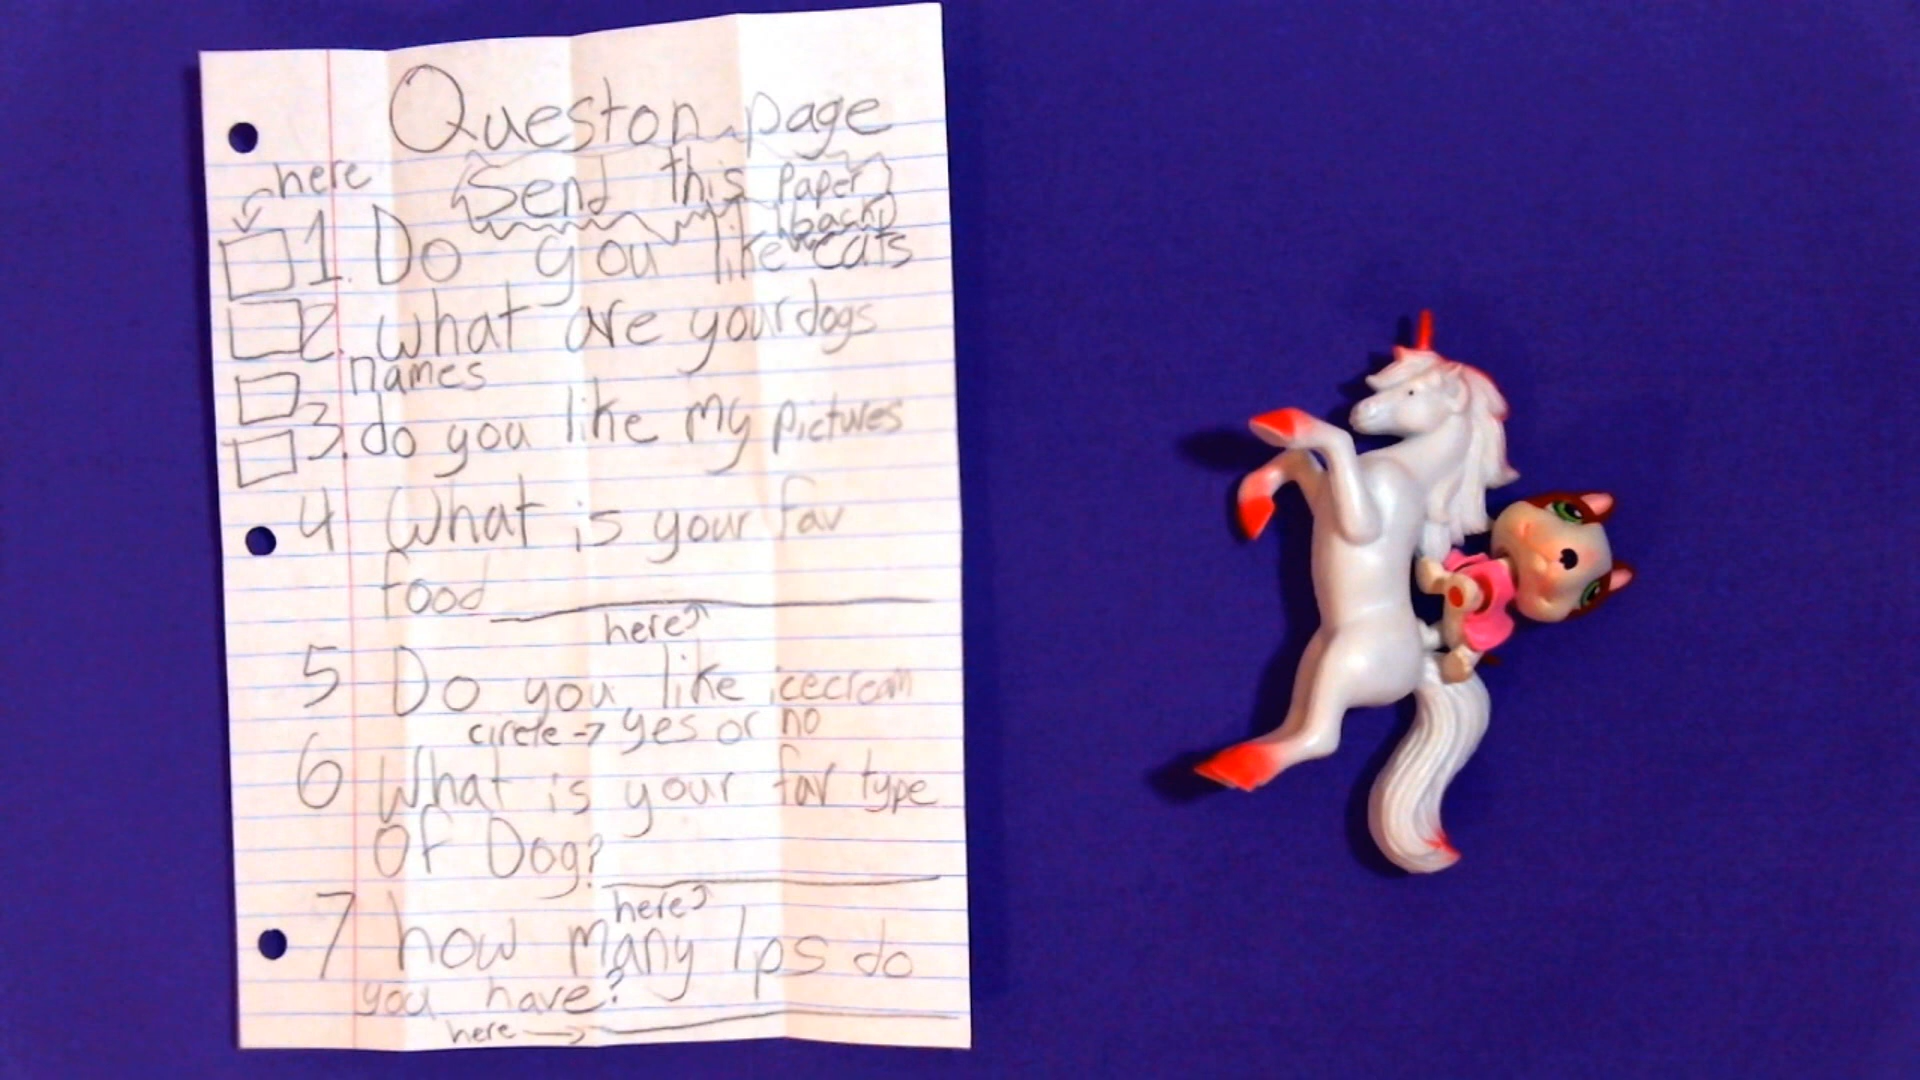 Queston page
here
Send this paper
back
1. Do you like cats
2. What are your dogs
names
3. do you like my pictures
4 What is your fav
food
here
5 Do you like icecream
circle → yes or no
6 What is your fav type
Of Dog?
here
7 how many lps do
you have?
here →